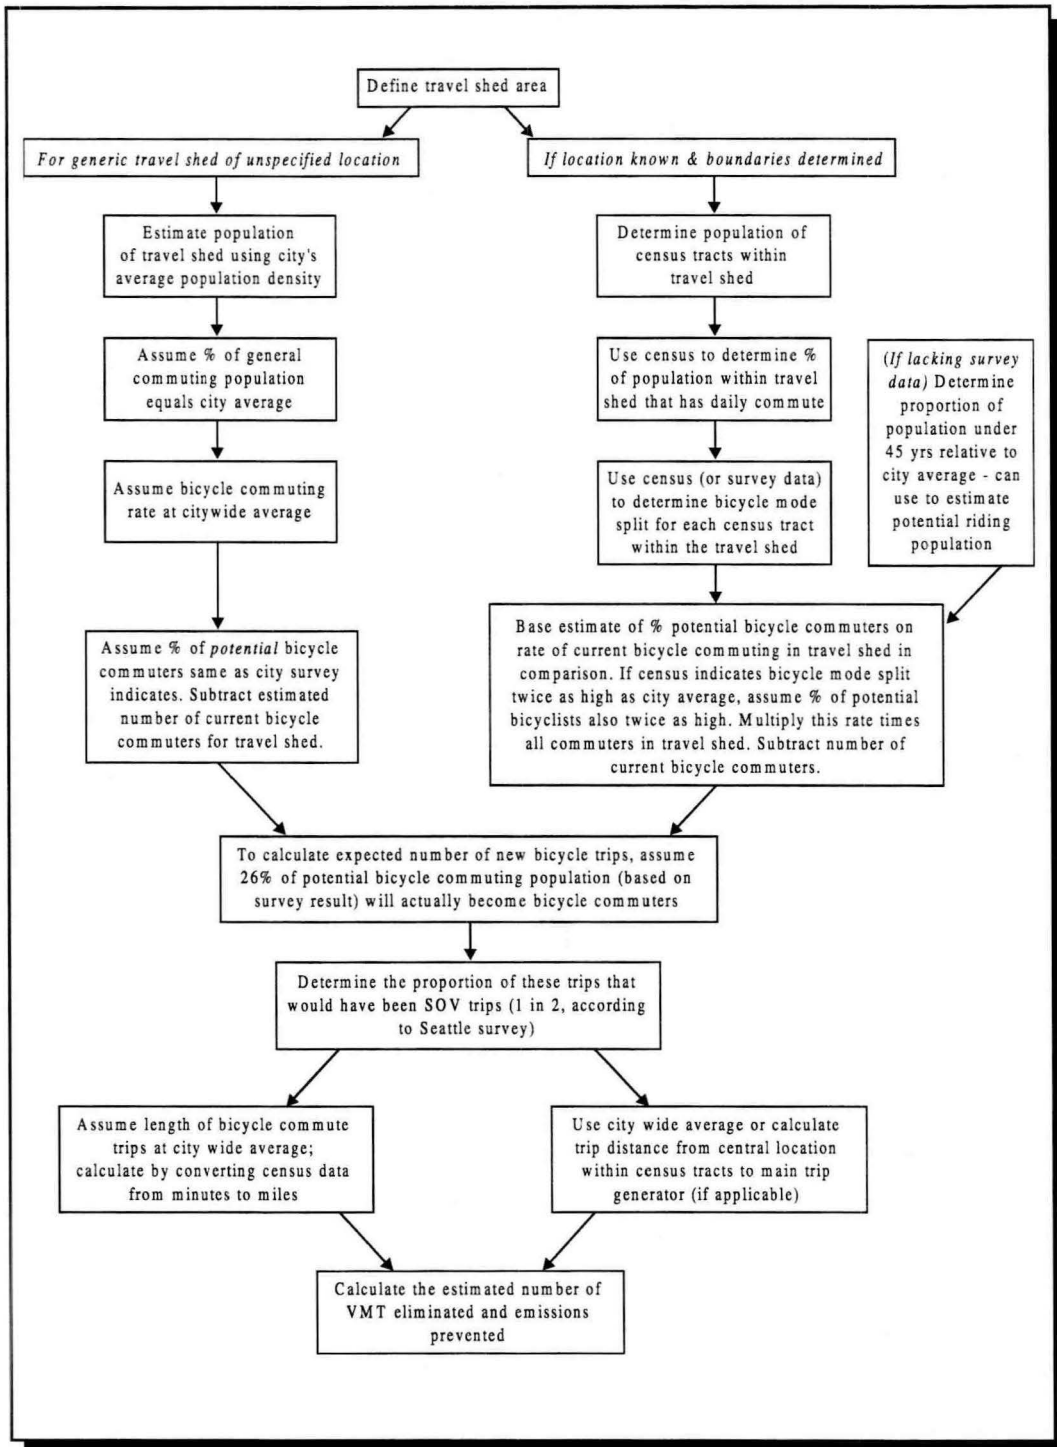 Define travel shed area
For generic travel shed of unspecified location
If location known & boundaries determined
Estimate population
of travel shed using city's
average population density
Determine population of
census tracts within
travel shed
Assume % of general
commuting population
equals city average
Use census to determine %
of population within travel
shed that has daily commute
(If lacking survey
data) Determine
proportion of
population under
45 yrs relative to
city average - can
use to estimate
potential riding
population
Assume bicycle commuting
rate at citywide average
Use census (or survey data)
to determine bicycle mode
split for each census tract
within the travel shed
Assume % of potential bicycle
commuters same as city survey
indicates. Subtract estimated
number of current bicycle
commuters for travel shed.
Base estimate of % potential bicycle commuters on
rate of current bicycle commuting in travel shed in
comparison. If census indicates bicycle mode split
twice as high as city average, assume % of potential
bicyclists also twice as high. Multiply this rate times
all commuters in travel shed. Subtract number of
current bicycle commuters.
To calculate expected number of new bicycle trips, assume
26% of potential bicycle commuting population (based on
survey result) will actually become bicycle commuters
Determine the proportion of these trips that
would have been SOV trips (1 in 2, according
to Seattle survey)
Assume length of bicycle commute
trips at city wide average;
calculate by converting census data
from minutes to miles
Use city wide average or calculate
trip distance from central location
within census tracts to main trip
generator (if applicable)
Calculate the estimated number of
VMT eliminated and emissions
prevented